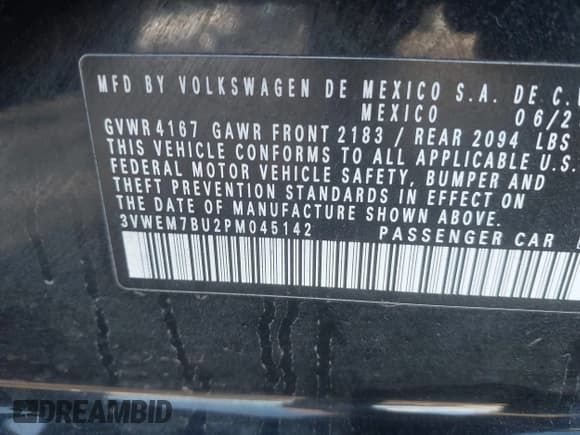 MFD BY VOLKSWAGEN DE MEXICO S.A. DE C.V
MEXICO 06/2
GVWR 4167 GAWR FRONT 2183 / REAR 2094 LBS
THIS VEHICLE CONFORMS TO ALL APPLICABLE U.S.
FEDERAL MOTOR VEHICLE SAFETY, BUMPER AND
THEFT PREVENTION STANDARDS IN EFFECT ON
THE DATE OF MANUFACTURE SHOWN ABOVE.
3VWEM7BU2PM045142 PASSENGER CAR
DREAMBID